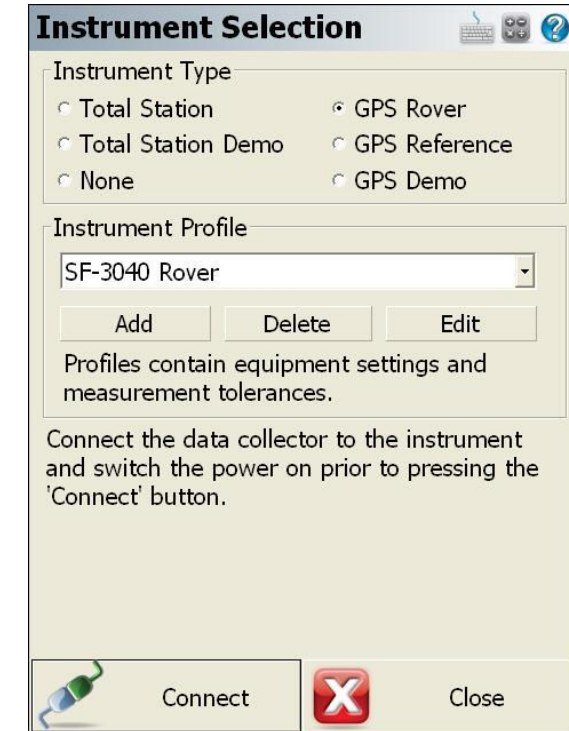 Instrument Selection
Instrument Type
Total Station
GPS Rover
Total Station Demo
GPS Reference
None
GPS Demo
Instrument Profile
SF-3040 Rover
Add
Delete
Edit
Profiles contain equipment settings and
measurement tolerances.
Connect the data collector to the instrument
and switch the power on prior to pressing the
'Connect' button.
Connect
Close